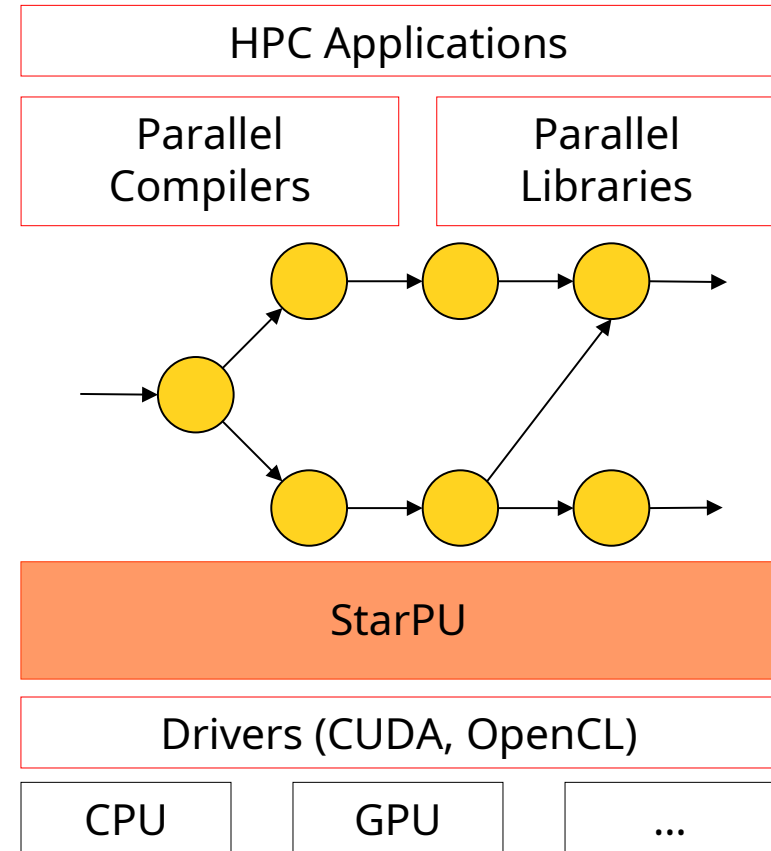 HPC Applications
Parallel
Compilers
Parallel
Libraries
StarPU
Drivers (CUDA, OpenCL)
CPU
GPU
...